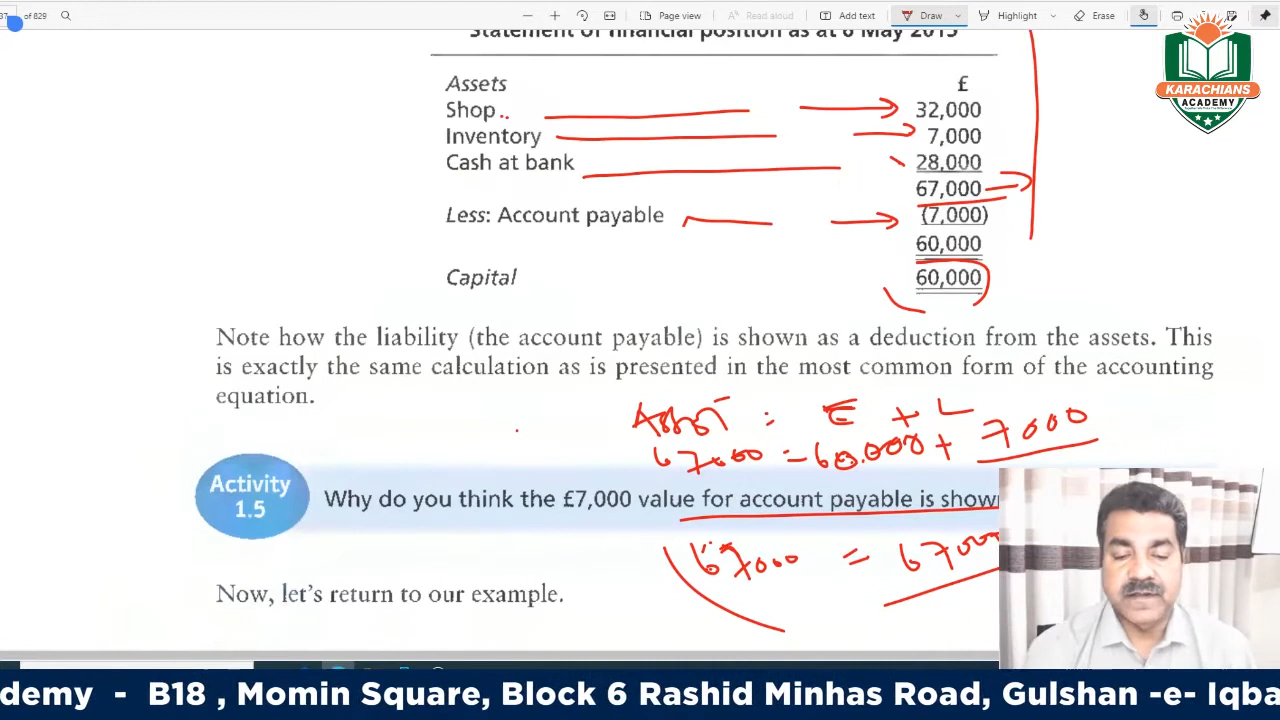 37 of 829
Page view
Read aloud
Add text
Draw
Highlight
Erase
Statement of financial position as at 6 May 2015
KARACHIANS
ACADEMY
Assets £
Shop 32,000
Inventory 7,000
Cash at bank 28,000
67,000
Less: Account payable (7,000)
60,000
Capital 60,000
Note how the liability (the account payable) is shown as a deduction from the assets. This
is exactly the same calculation as is presented in the most common form of the accounting
equation.
Asset : E + L
67000 = 60.000 + 7000
Activity
1.5
Why do you think the £7,000 value for account payable is shown
67000 = 67000
Now, let's return to our example.
demy - B18 , Momin Square, Block 6 Rashid Minhas Road, Gulshan -e- Iqba